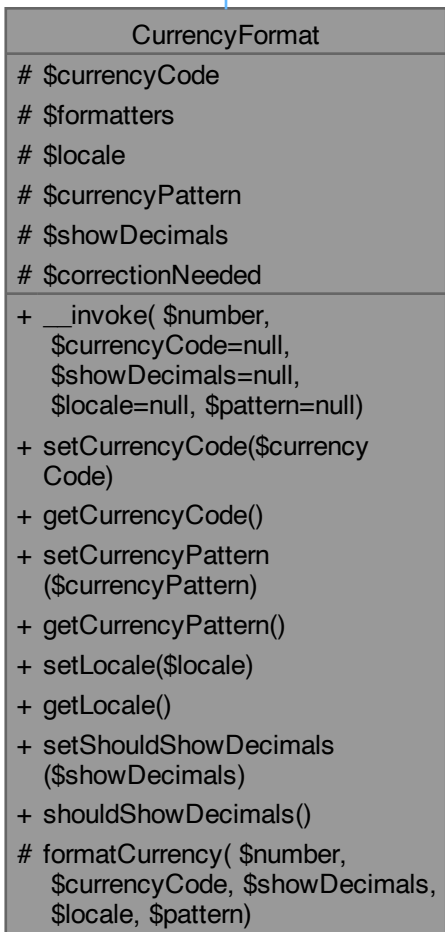 CurrencyFormat
# $currencyCode
# $formatters
# $locale
# $currencyPattern
# $showDecimals
# $correctionNeeded
+ __invoke( $number,
$currencyCode=null,
$showDecimals=null,
$locale=null, $pattern=null)
+ setCurrencyCode($currency
Code)
+ getCurrencyCode()
+ setCurrencyPattern
($currencyPattern)
+ getCurrencyPattern()
+ setLocale($locale)
+ getLocale()
+ setShouldShowDecimals
($showDecimals)
+ shouldShowDecimals()
# formatCurrency( $number,
$currencyCode, $showDecimals,
$locale, $pattern)